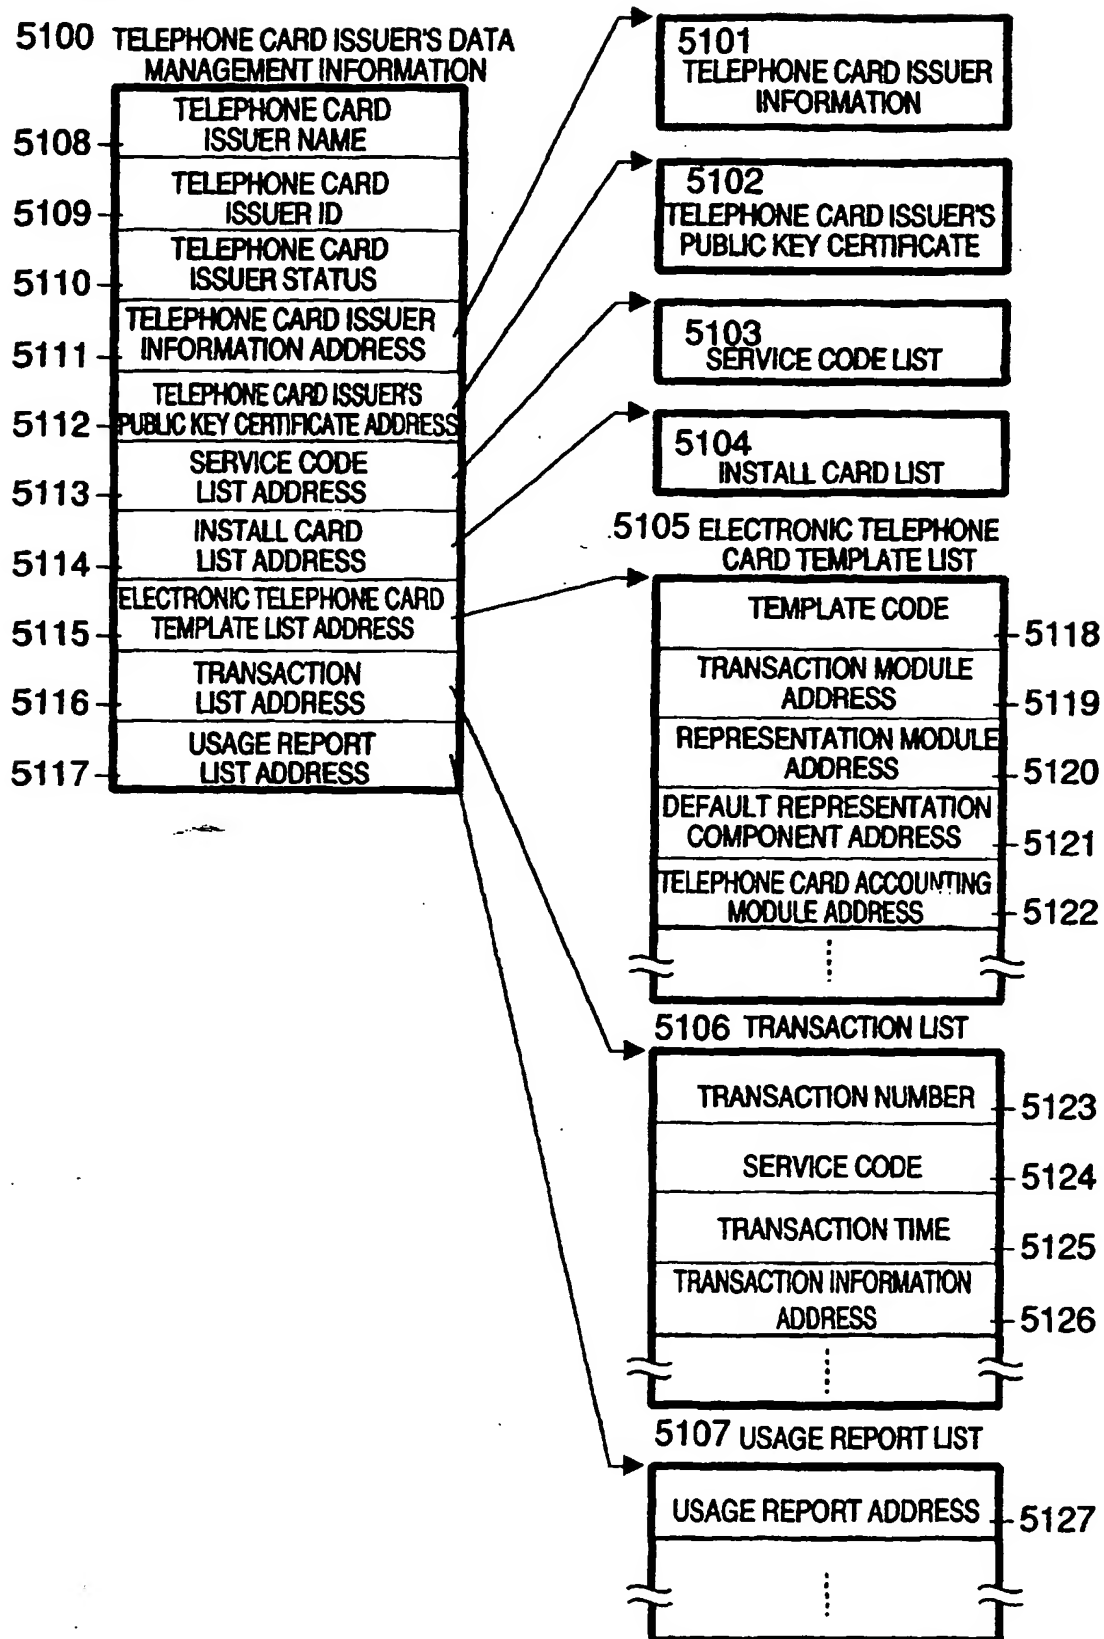 5100 TELEPHONE CARD ISSUER'S DATA
MANAGEMENT INFORMATION
TELEPHONE CARD
ISSUER NAME
5108
TELEPHONE CARD
ISSUER ID
5109
TELEPHONE CARD
ISSUER STATUS
5110
TELEPHONE CARD ISSUER
INFORMATION ADDRESS
5111
TELEPHONE CARD ISSUER'S
PUBLIC KEY CERTIFICATE ADDRESS
5112
SERVICE CODE
LIST ADDRESS
5113
INSTALL CARD
LIST ADDRESS
5114
ELECTRONIC TELEPHONE CARD
TEMPLATE LIST ADDRESS
5115
TRANSACTION
LIST ADDRESS
5116
USAGE REPORT
LIST ADDRESS
5117
5101
TELEPHONE CARD ISSUER
INFORMATION
5102
TELEPHONE CARD ISSUER'S
PUBLIC KEY CERTIFICATE
5103
SERVICE CODE LIST
5104
INSTALL CARD LIST
5105 ELECTRONIC TELEPHONE
CARD TEMPLATE LIST
TEMPLATE CODE
5118
TRANSACTION MODULE
ADDRESS
5119
REPRESENTATION MODULE
ADDRESS
5120
DEFAULT REPRESENTATION
COMPONENT ADDRESS
5121
TELEPHONE CARD ACCOUNTING
MODULE ADDRESS
5122
5106 TRANSACTION LIST
TRANSACTION NUMBER
5123
SERVICE CODE
5124
TRANSACTION TIME
5125
TRANSACTION INFORMATION
ADDRESS
5126
5107 USAGE REPORT LIST
USAGE REPORT ADDRESS
5127